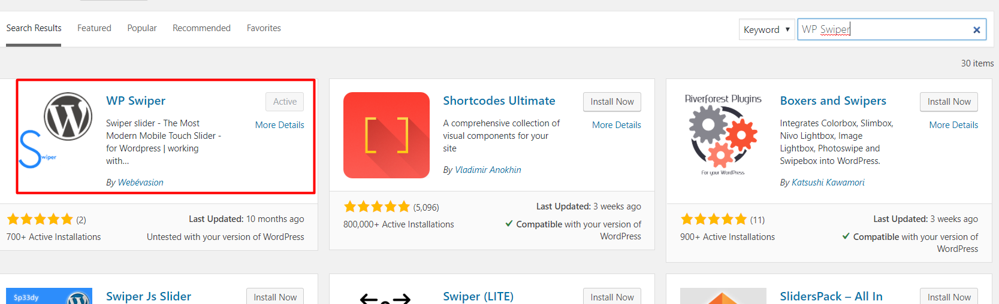 Search Results Featured Popular Recommended Favorites Keyword WP Swiper
30 items
WP Swiper
Active
More Details
Swiper slider - The Most
Modern Mobile Touch Slider -
for Wordpress | working
with...
By Webévasion
Swiper
(2)
Last Updated: 10 months ago
700+ Active Installations
Untested with your version of WordPress
Shortcodes Ultimate
Install Now
More Details
A comprehensive collection of
visual components for your
site
By Vladimir Anokhin
[ ]
(5,096)
Last Updated: 3 weeks ago
800,000+ Active Installations
Compatible with your version of
WordPress
Riverforest Plugins
For your WordPress
Boxers and Swipers
Install Now
More Details
Integrates Colorbox, Slimbox,
Nivo Lightbox, Image
Lightbox, Photoswipe and
Swipebox into WordPress.
By Katsushi Kawamori
(11)
Last Updated: 3 weeks ago
900+ Active Installations
Compatible with your version of
WordPress
$p33dy
Swiper Js Slider
Install Now
Swiper (LITE)
Install Now
SlidersPack – All In
Install Now